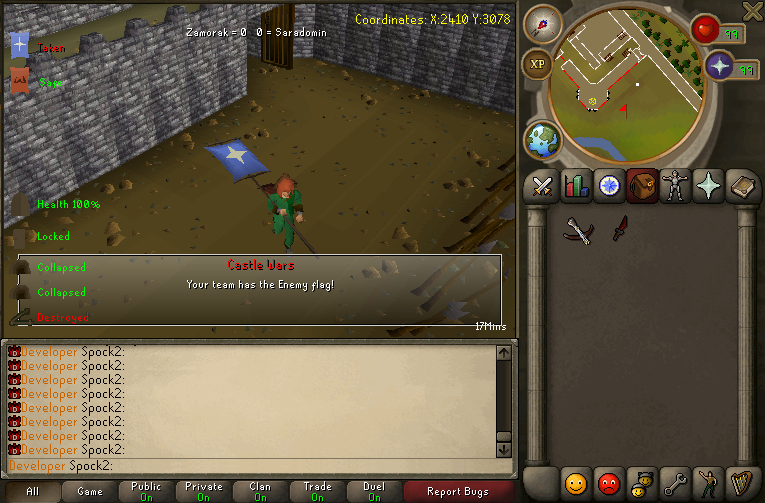 Coordinates: X:2410 Y:3078
Zamorak = 0 0 = Saradomin
Taken
Safe
XP
99
99
Health 100%
Locked
Collapsed
Collapsed
Destroyed
Castle Wars
Your team has the Enemy flag!
17Mins
Developer Spock2:
Developer Spock2:
Developer Spock2:
Developer Spock2:
Developer Spock2:
Developer Spock2:
Developer Spock2:
Developer Spock2:
Developer Spock2:
All
Game
Public
On
Private
On
Clan
On
Trade
On
Duel
On
Report Bugs